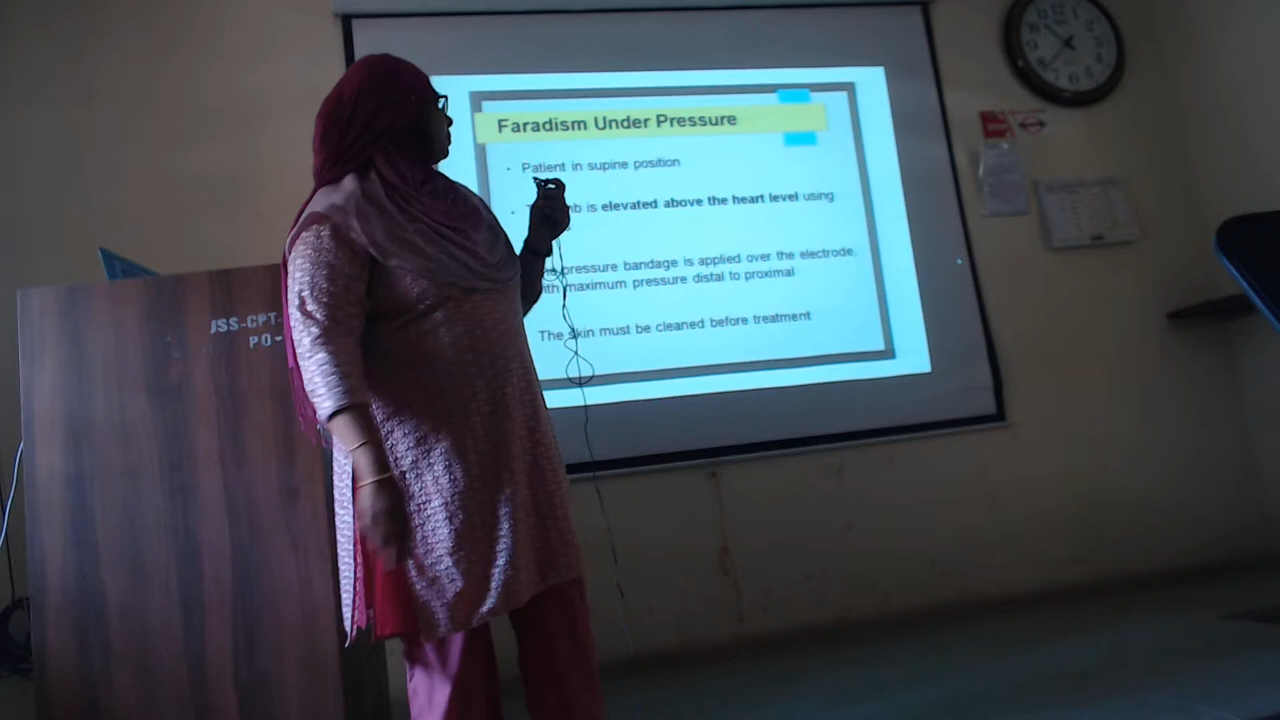 Faradism Under Pressure
Patient in supine position
is elevated above the heart level using
pressure bandage is applied over the electrode,
maximum pressure distal to proximal
The skin must be cleaned before treatment
JSS-CPT-
PO-